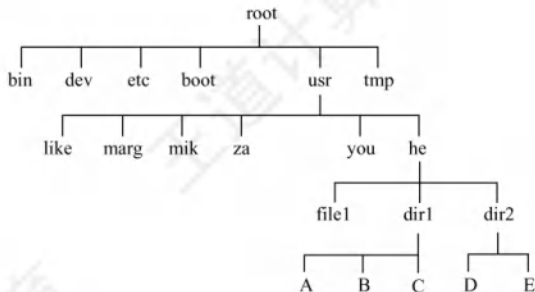 root
bin dev etc boot usr tmp
like marg mik za you he
file1 dir1 dir2
A B C D E